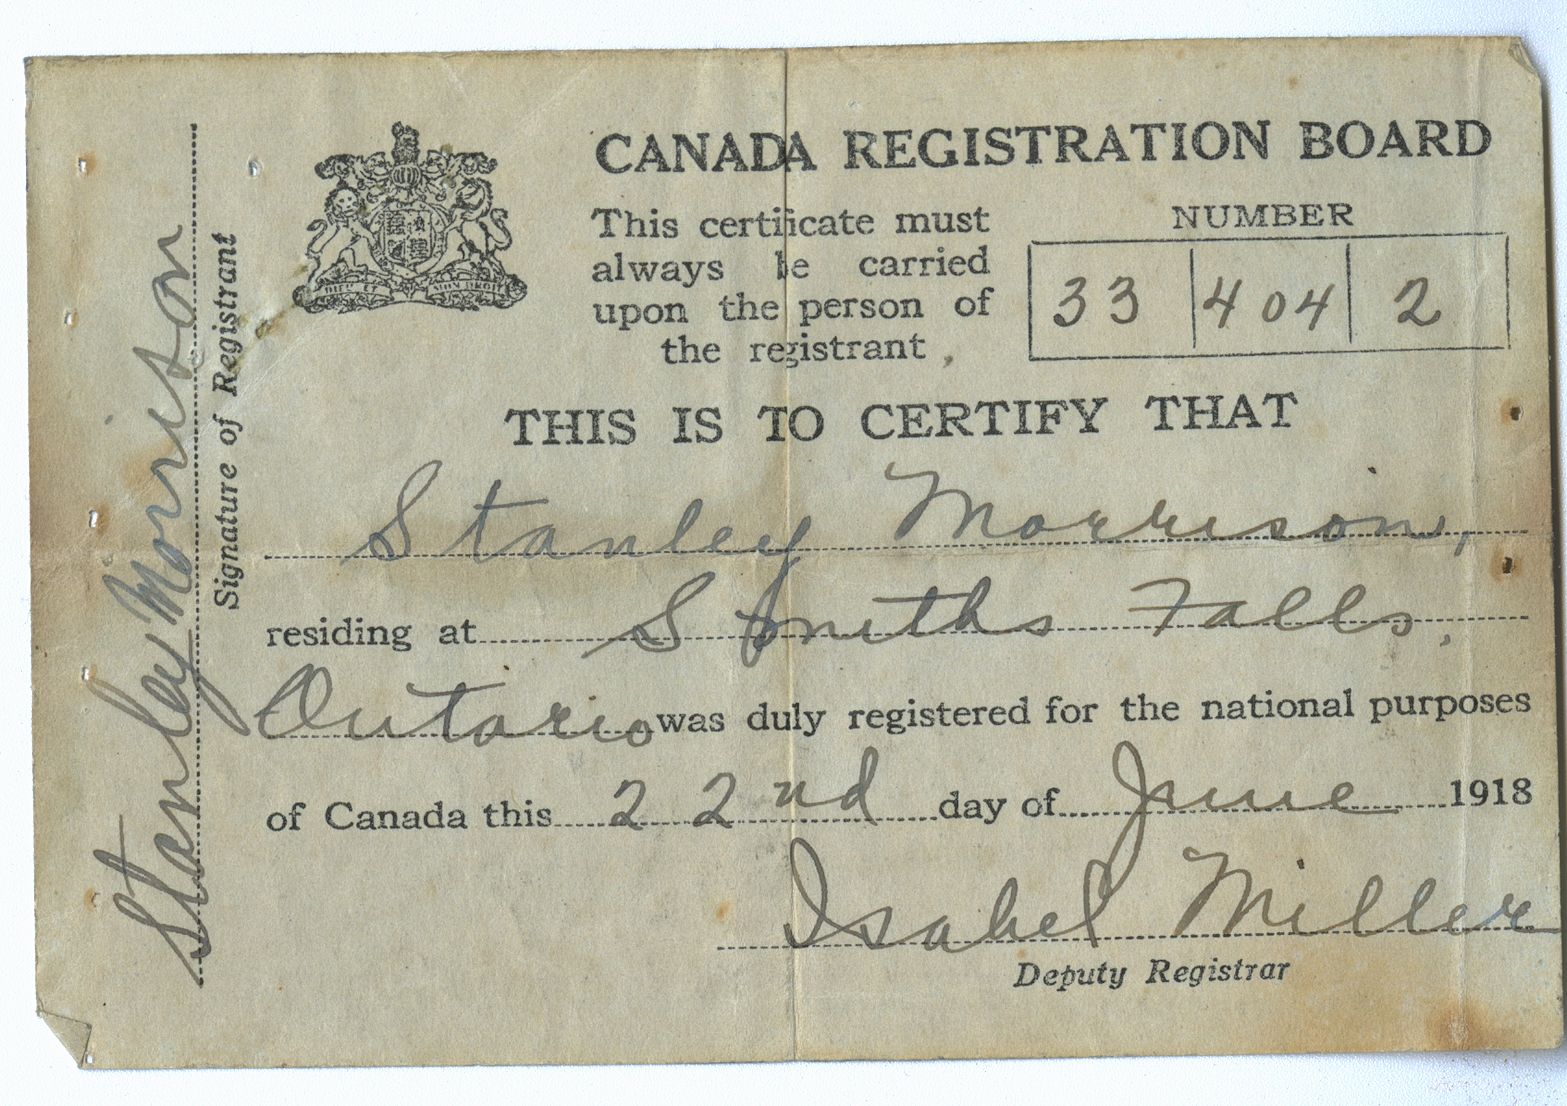 Stanley Morrison
Signature of Registrant
CANADA REGISTRATION BOARD
This certificate must
always be carried
upon the person of
the registrant
NUMBER
33 404 2
THIS IS TO CERTIFY THAT
Stanley Morrison,
residing at Smiths Falls,
Ontario was duly registered for the national purposes
of Canada this 22nd day of June 1918
Isabel Miller
Deputy Registrar